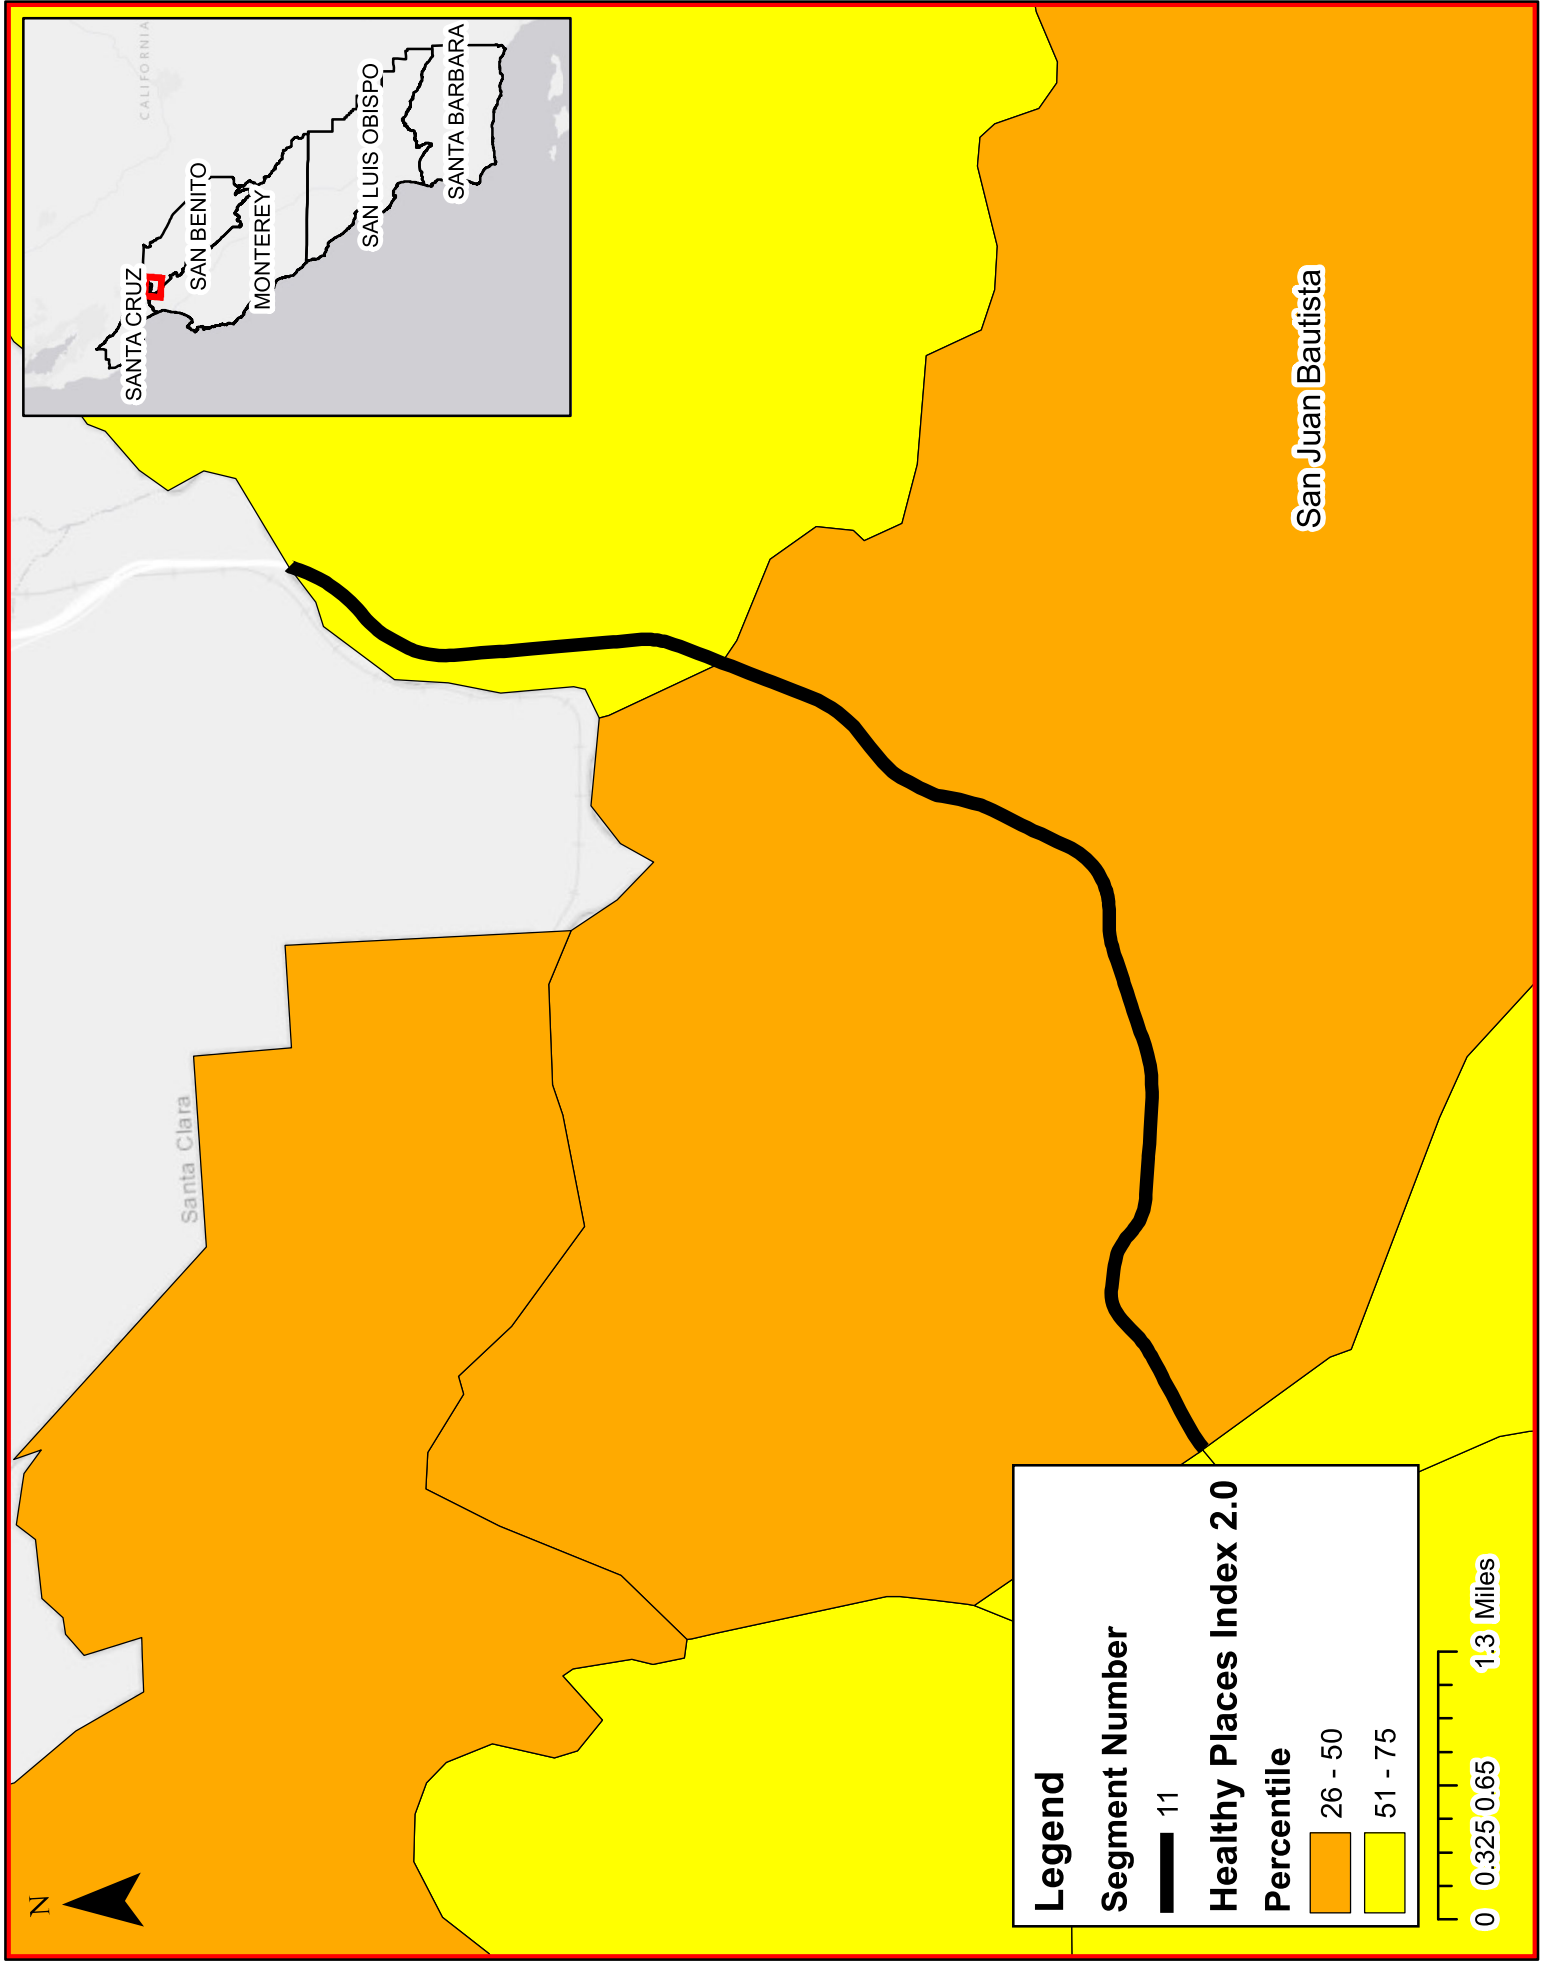 N
Santa Clara
San Juan Bautista
CALIFORNIA
SANTA CRUZ
SAN BENITO
MONTEREY
SAN LUIS OBISPO
SANTA BARBARA
Legend
Segment Number
11
Healthy Places Index 2.0
Percentile
26 - 50
51 - 75
0 0.325 0.65 1.3 Miles